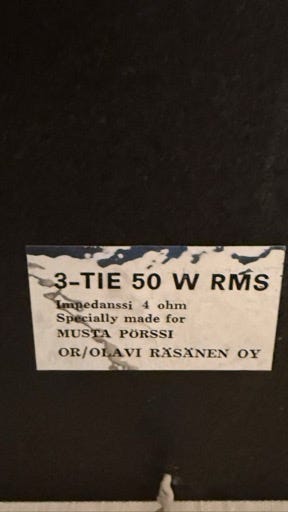 3-TIE 50 W RMS
Impedanssi 4 ohm
Specially made for
MUSTA PÖRSSI
OR/OLAVI RÄSÄNEN OY